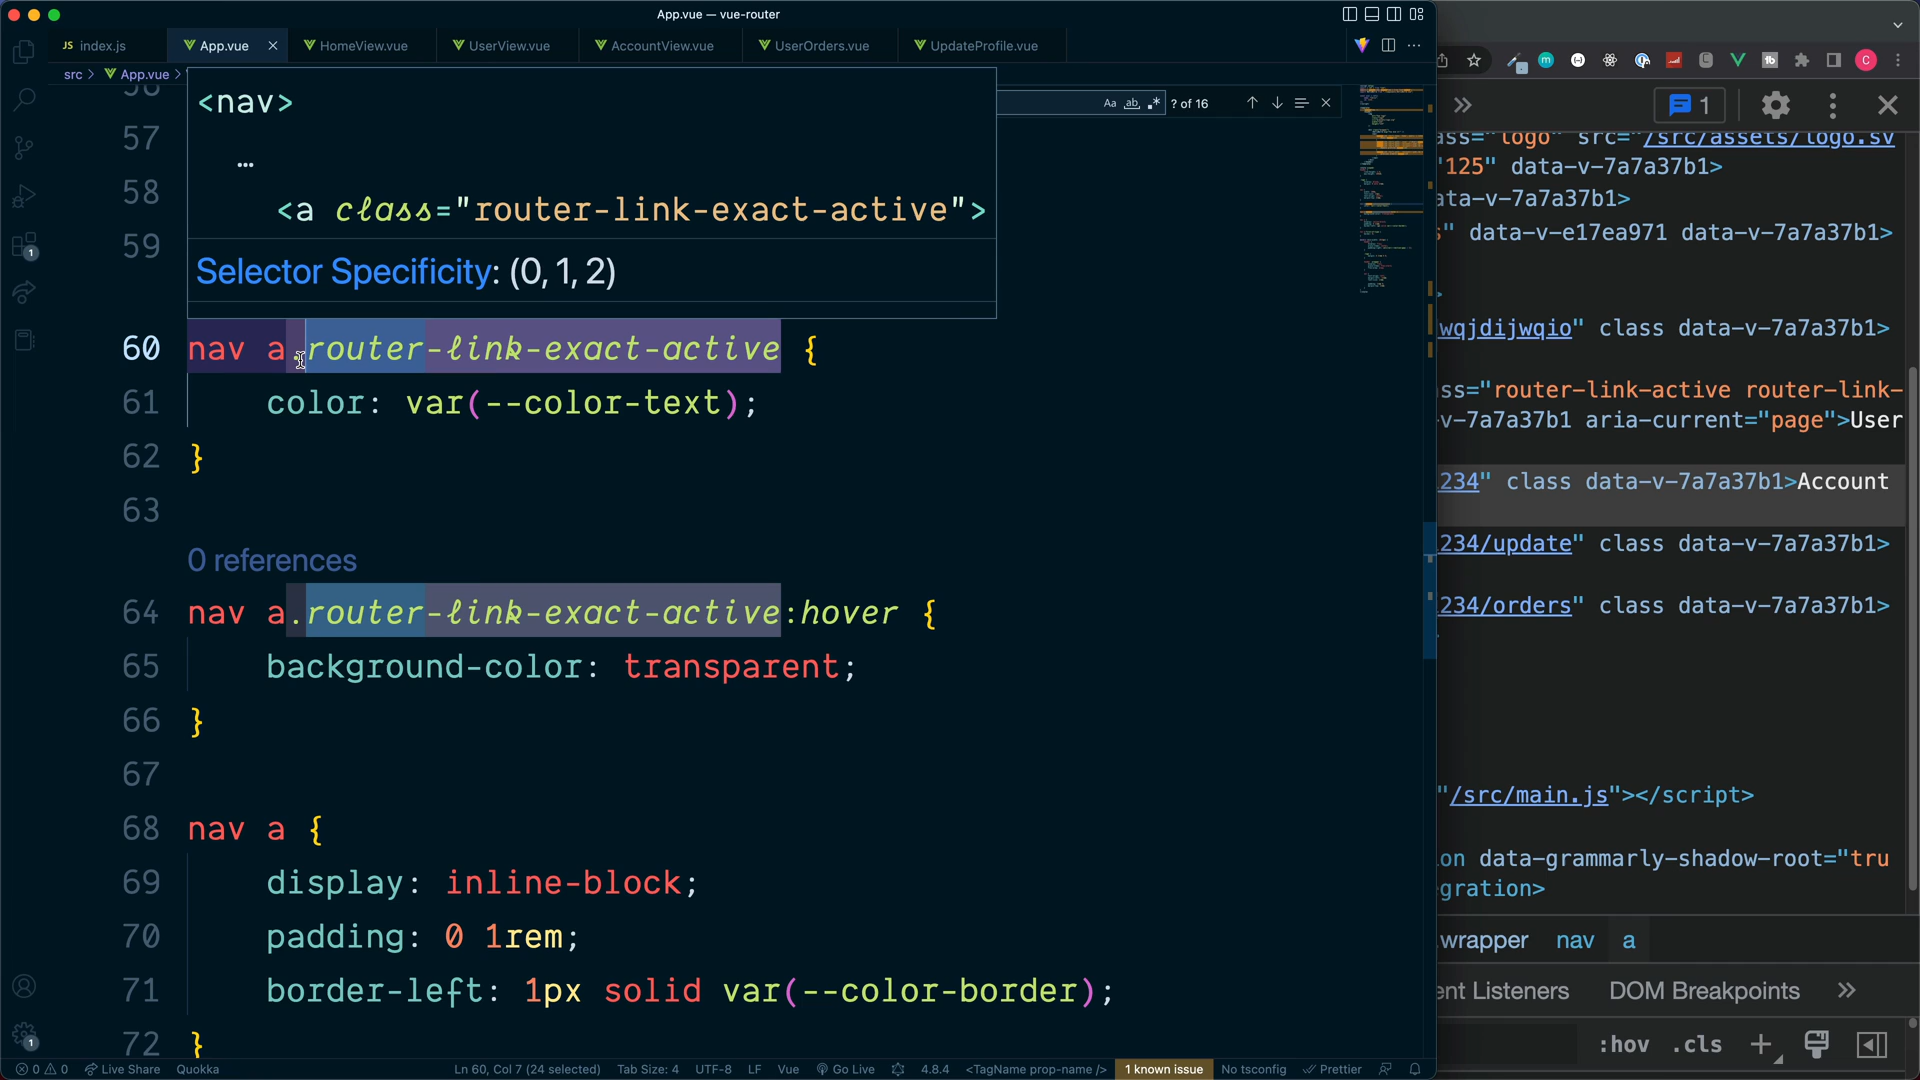 App.vue — vue-router
JS index.js
App.vue
HomeView.vue
UserView.vue
AccountView.vue
UserOrders.vue
UpdateProfile.vue
src > App.vue >
<nav>
…
<a class="router-link-exact-active">
Selector Specificity: (0, 1, 2)
Aa ab .* ? of 16
57
58
59
60 nav a.router-link-exact-active {
61 color: var(--color-text);
62 }
63
0 references
64 nav a.router-link-exact-active:hover {
65 background-color: transparent;
66 }
67
68 nav a {
69 display: inline-block;
70 padding: 0 1rem;
71 border-left: 1px solid var(--color-border);
72 }
1
1
0 0 Live Share Quokka
Ln 60, Col 7 (24 selected) Tab Size: 4 UTF-8 LF Vue Go Live 4.8.4 <TagName prop-name /> 1 known issue No tsconfig Prettier
C
1
ass="logo" src="/src/assets/logo.sv
"125" data-v-7a7a37b1>
ata-v-7a7a37b1>
s" data-v-e17ea971 data-v-7a7a37b1>
>
wqjdijwqio" class data-v-7a7a37b1>
ss="router-link-active router-link-
v-7a7a37b1 aria-current="page">User
234" class data-v-7a7a37b1>Account
234/update" class data-v-7a7a37b1>
234/orders" class data-v-7a7a37b1>
"/src/main.js"></script>
on data-grammarly-shadow-root="tru
gration>
.wrapper nav a
ent Listeners DOM Breakpoints
:hov .cls